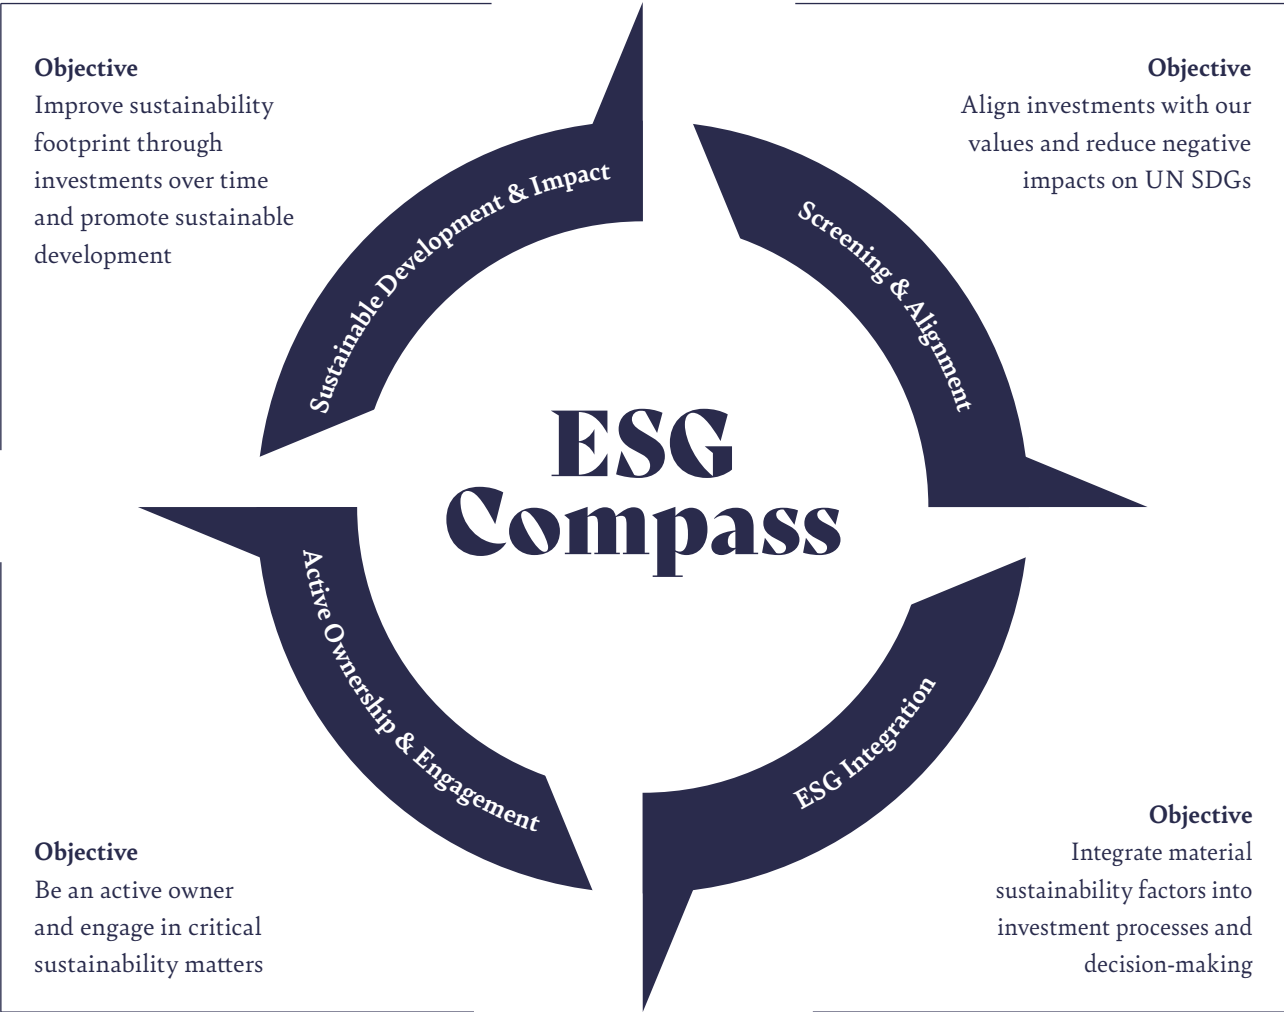 Objective
Improve sustainability
footprint through
investments over time
and promote sustainable
development
Objective
Align investments with our
values and reduce negative
impacts on UN SDGs
Sustainable Development & Impact
Screening & Alignment
ESG
Compass
Active Ownership & Engagement
ESG Integration
Objective
Be an active owner
and engage in critical
sustainability matters
Objective
Integrate material
sustainability factors into
investment processes and
decision-making